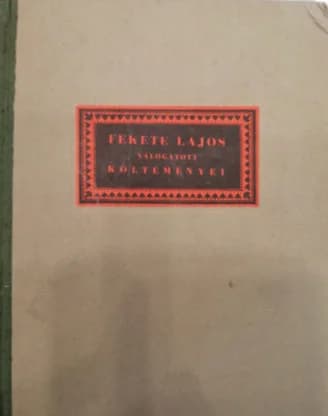 FEKETE LAJOS
VÁLOGATOTT
KÖLTEMÉNYEI